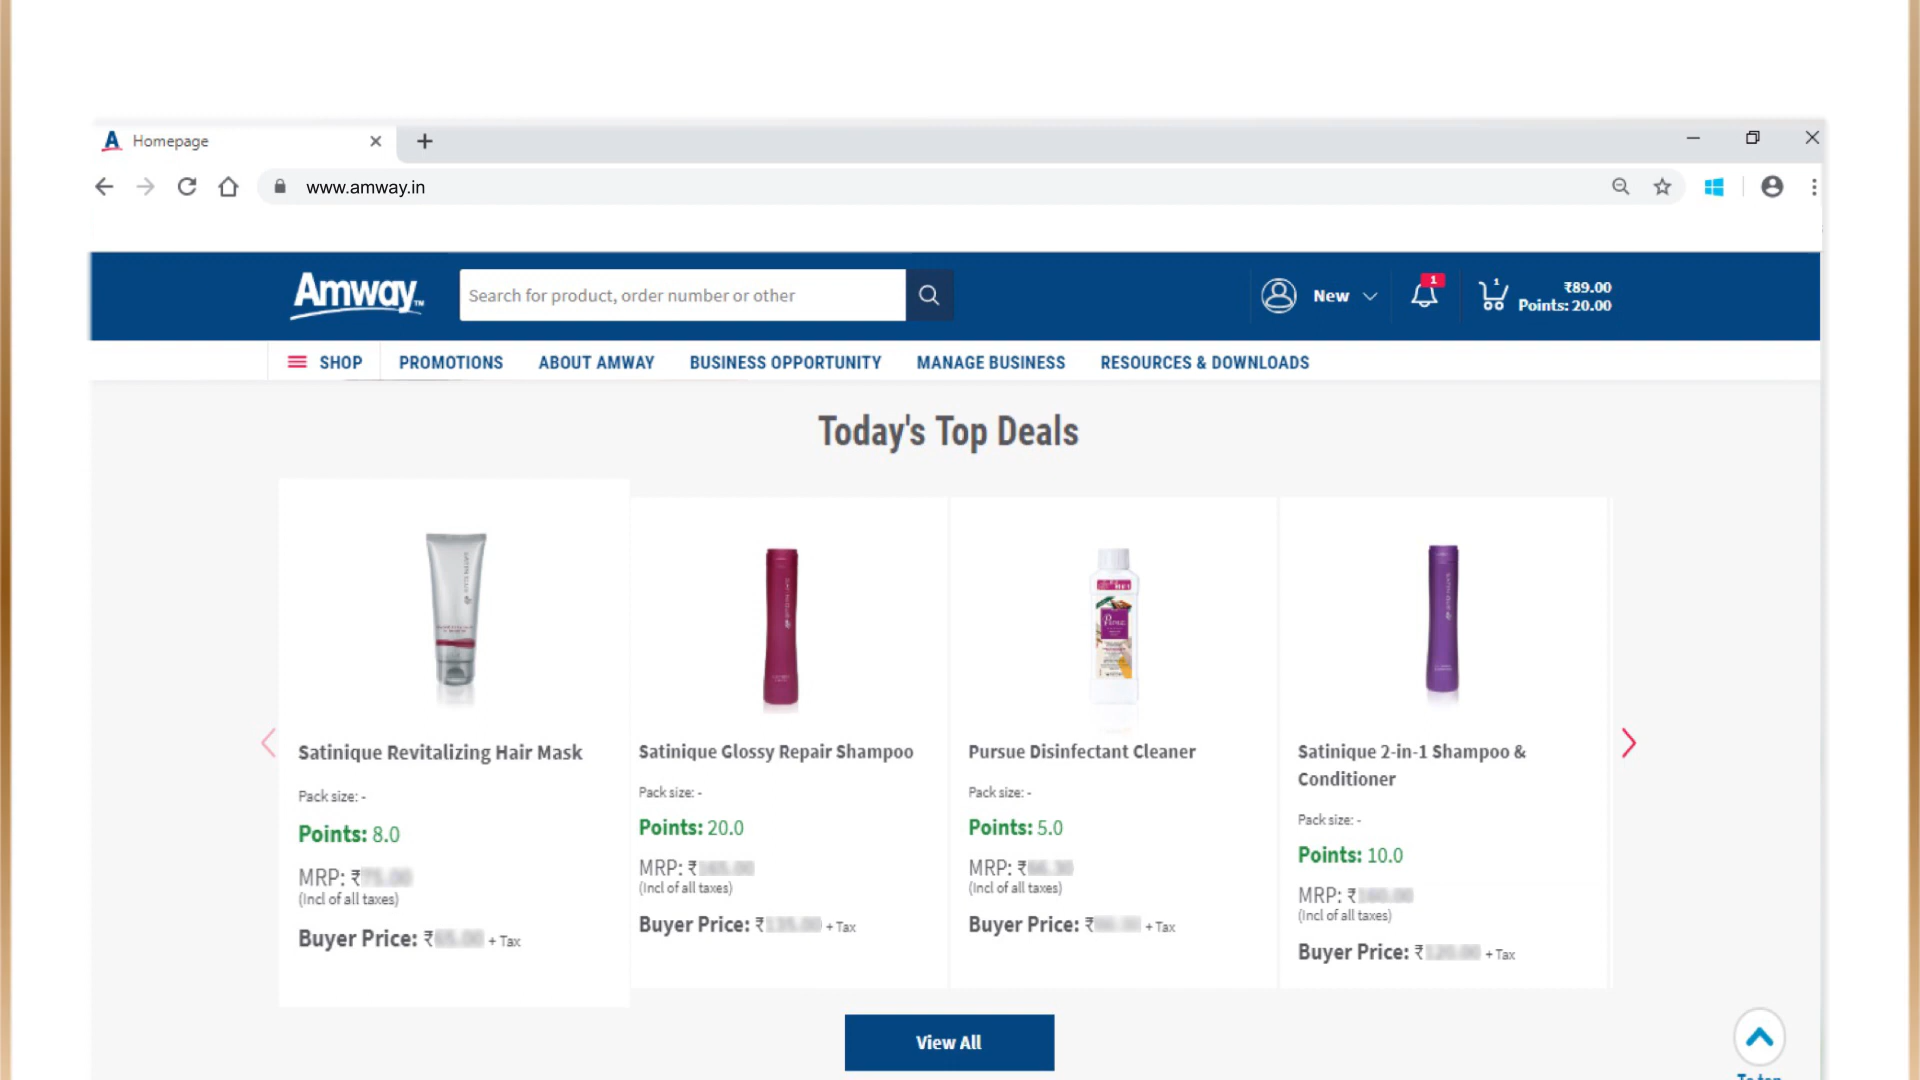 Homepage
www.amway.in
Amway™
Search for product, order number or other
New
1
1
₹89.00
Points: 20.00
SHOP
PROMOTIONS
ABOUT AMWAY
BUSINESS OPPORTUNITY
MANAGE BUSINESS
RESOURCES & DOWNLOADS
Today's Top Deals
Satinique Revitalizing Hair Mask
Pack size: -
Points: 8.0
MRP: ₹
(Incl of all taxes)
Buyer Price: ₹ + Tax
Satinique Glossy Repair Shampoo
Pack size: -
Points: 20.0
MRP: ₹
(Incl of all taxes)
Buyer Price: ₹ + Tax
Pursue Disinfectant Cleaner
Pack size: -
Points: 5.0
MRP: ₹
(Incl of all taxes)
Buyer Price: ₹ + Tax
Satinique 2-in-1 Shampoo &
Conditioner
Pack size: -
Points: 10.0
MRP: ₹
(Incl of all taxes)
Buyer Price: ₹ + Tax
View All
To top